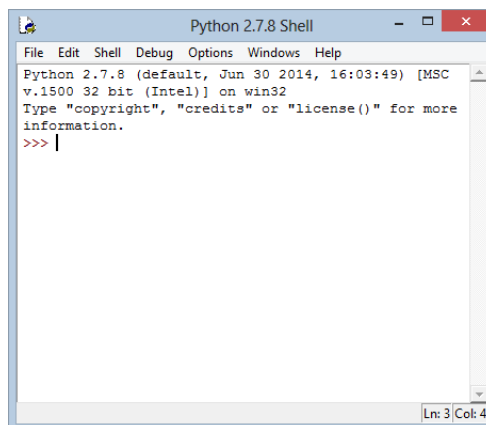 Python 2.7.8 Shell
File Edit Shell Debug Options Windows Help
Python 2.7.8 (default, Jun 30 2014, 16:03:49) [MSC
v.1500 32 bit (Intel)] on win32
Type "copyright", "credits" or "license()" for more
information.
>>>
Ln: 3 Col: 4